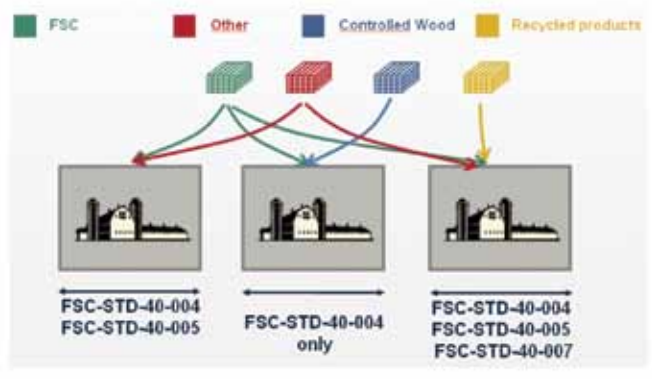 FSC Other Controlled Wood Recycled products
FSC-STD-40-004
FSC-STD-40-005
FSC-STD-40-004
only
FSC-STD-40-004
FSC-STD-40-005
FSC-STD-40-007